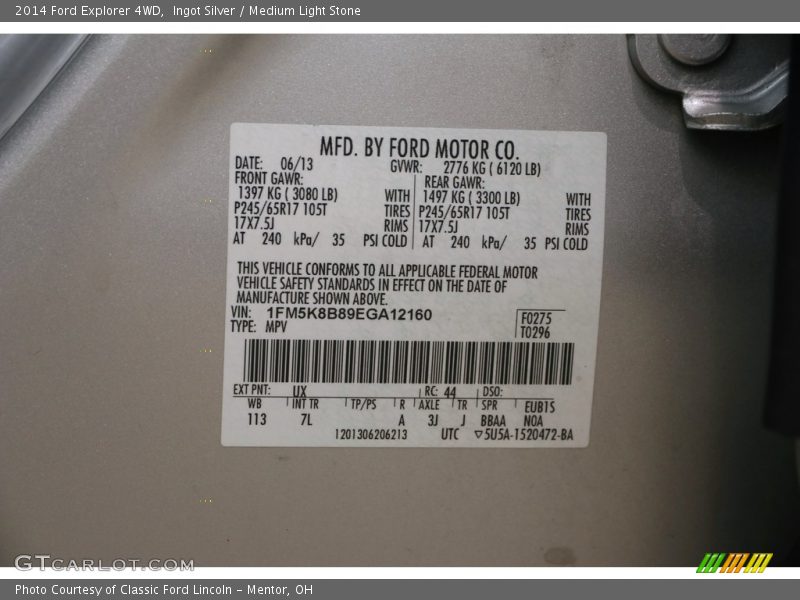 2014 Ford Explorer 4WD,  Ingot Silver / Medium Light Stone
MFD. BY FORD MOTOR CO.
DATE: 06/13 GVWR: 2776 KG ( 6120 LB)
FRONT GAWR: REAR GAWR:
1397 KG ( 3080 LB) WITH 1497 KG ( 3300 LB) WITH
P245/65R17 105T TIRES P245/65R17 105T TIRES
17X7.5J RIMS 17X7.5J RIMS
AT 240 kPa/ 35 PSI COLD AT 240 kPa/ 35 PSI COLD
THIS VEHICLE CONFORMS TO ALL APPLICABLE FEDERAL MOTOR
VEHICLE SAFETY STANDARDS IN EFFECT ON THE DATE OF
MANUFACTURE SHOWN ABOVE.
VIN: 1FM5K8B89EGA12160 F0275
TYPE: MPV T0296
EXT PNT: UX RC: 44 DSO:
WB INT TR TP/PS R AXLE TR SPR EUB1S
113 7L A 3J J BBAA NOA
1201306206213 UTC ▽5U5A-1520472-BA
GTCARLOT.COM
Photo Courtesy of Classic Ford Lincoln – Mentor, OH